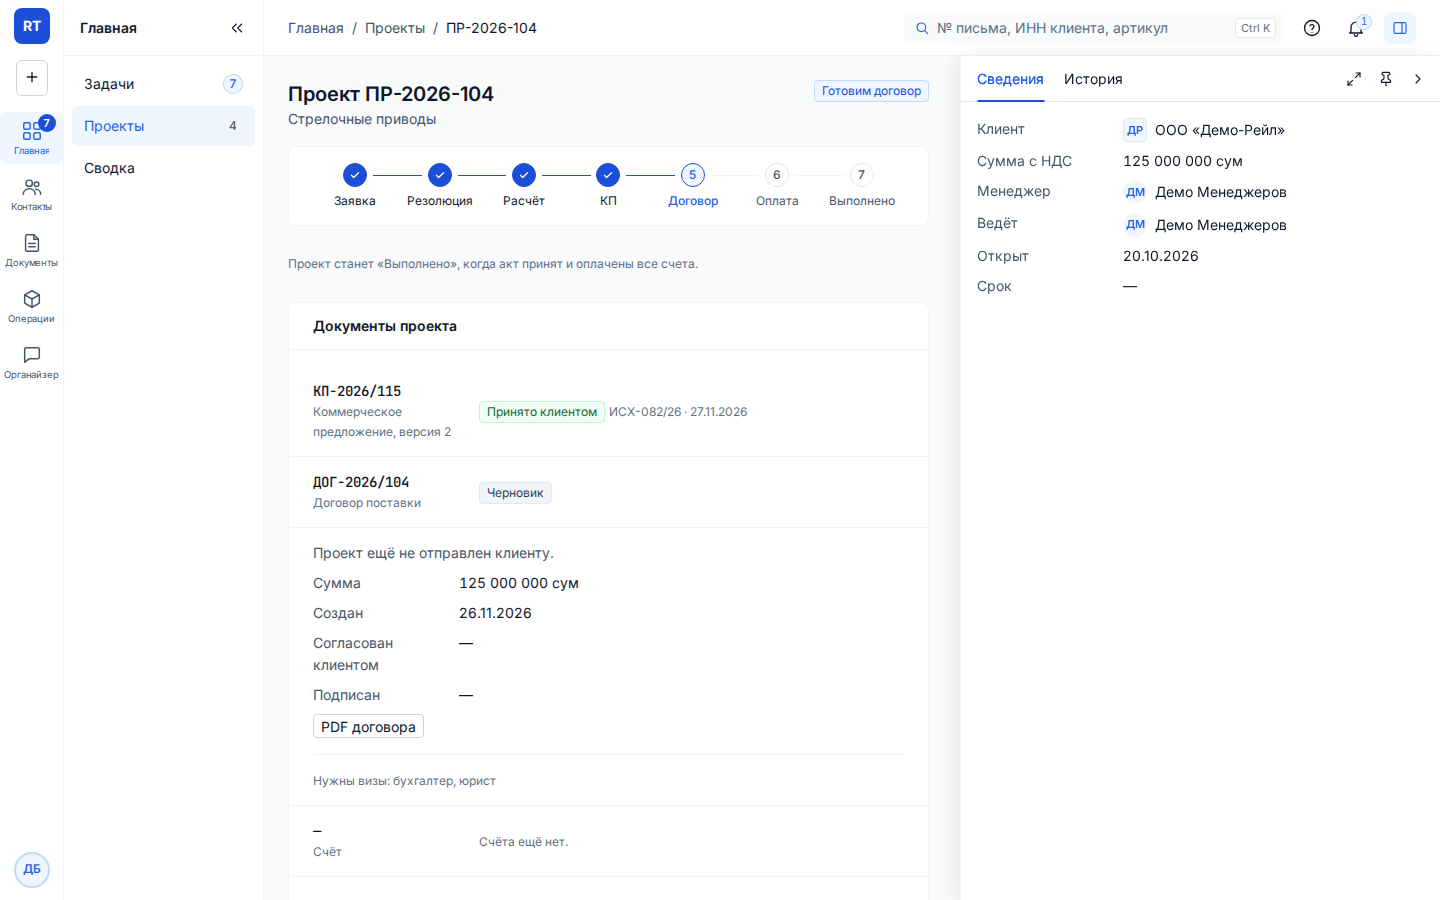 RT
Главная
Главная / Проекты / ПР-2026-104
№ письма, ИНН клиента, артикул
Ctrl K
1
7
Главная
Контакты
Документы
Операции
Органайзер
ДБ
Задачи
7
Проекты
4
Сводка
Проект ПР-2026-104
Готовим договор
Стрелочные приводы
5
6
7
Заявка
Резолюция
Расчёт
КП
Договор
Оплата
Выполнено
Проект станет «Выполнено», когда акт принят и оплачены все счета.
Документы проекта
КП-2026/115
Коммерческое
предложение, версия 2
Принято клиентом ИСХ-082/26 · 27.11.2026
ДОГ-2026/104
Договор поставки
Черновик
Проект ещё не отправлен клиенту.
Сумма
125 000 000 сум
Создан
26.11.2026
Согласован
клиентом
—
Подписан
—
PDF договора
Нужны визы: бухгалтер, юрист
—
Счёт
Счёта ещё нет.
Сведения
История
Клиент
ДР ООО «Демо-Рейл»
Сумма с НДС
125 000 000 сум
Менеджер
ДМ Демо Менеджеров
Ведёт
ДМ Демо Менеджеров
Открыт
20.10.2026
Срок
—